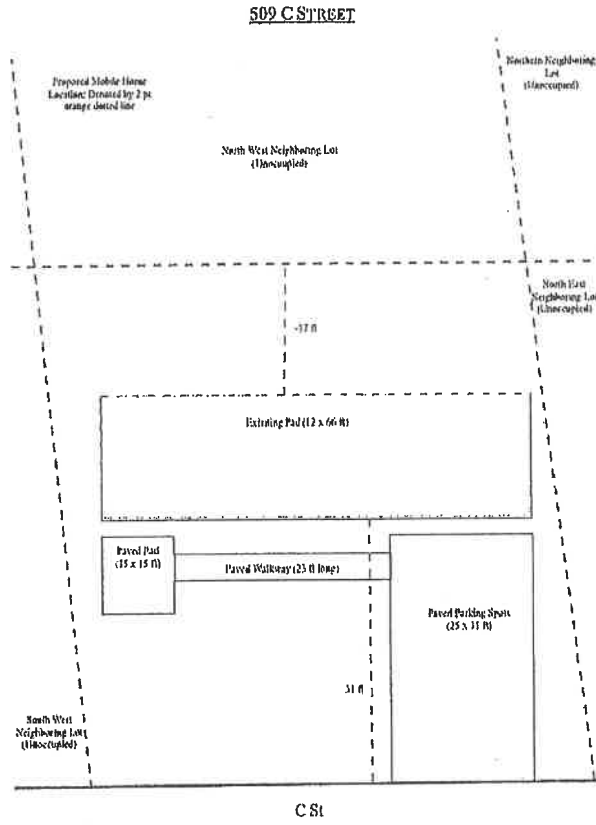 509 C STREET
Proposed Mobile Home
Location: Denoted by 2 pt.
orange dotted line
Northern Neighboring
Lot
(Unoccupied)
North West Neighboring Lot
(Unoccupied)
North East
Neighboring Lot
(Unoccupied)
Existing Pad (12 x 66 ft)
Paved Pad
(15 x 15 ft)
Paved Walkway (23 ft long)
Paved Parking Spots
(25 x 31 ft)
31 ft
South West
Neighboring Lot
(Unoccupied)
C St